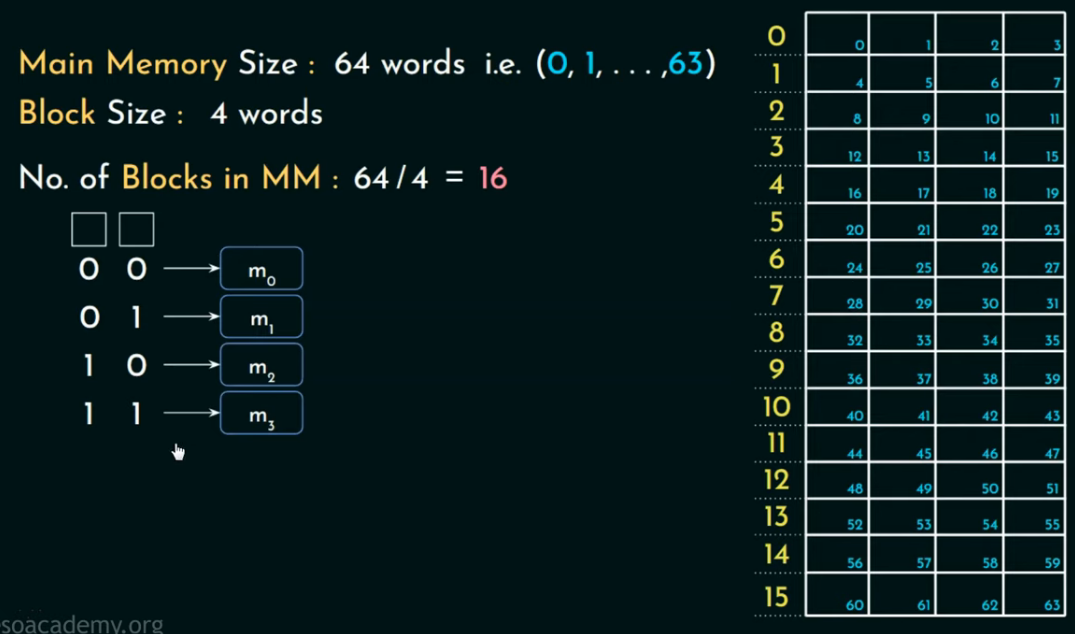 Main Memory Size : 64 words i.e. (0, 1, . . . ,63)
Block Size : 4 words
No. of Blocks in MM : 64 / 4 = 16
0 0 m0
0 1 m1
1 0 m2
1 1 m3
0 0 1 2 3
1 4 5 6 7
2 8 9 10 11
3 12 13 14 15
4 16 17 18 19
5 20 21 22 23
6 24 25 26 27
7 28 29 30 31
8 32 33 34 35
9 36 37 38 39
10 40 41 42 43
11 44 45 46 47
12 48 49 50 51
13 52 53 54 55
14 56 57 58 59
15 60 61 62 63
soacademy.org